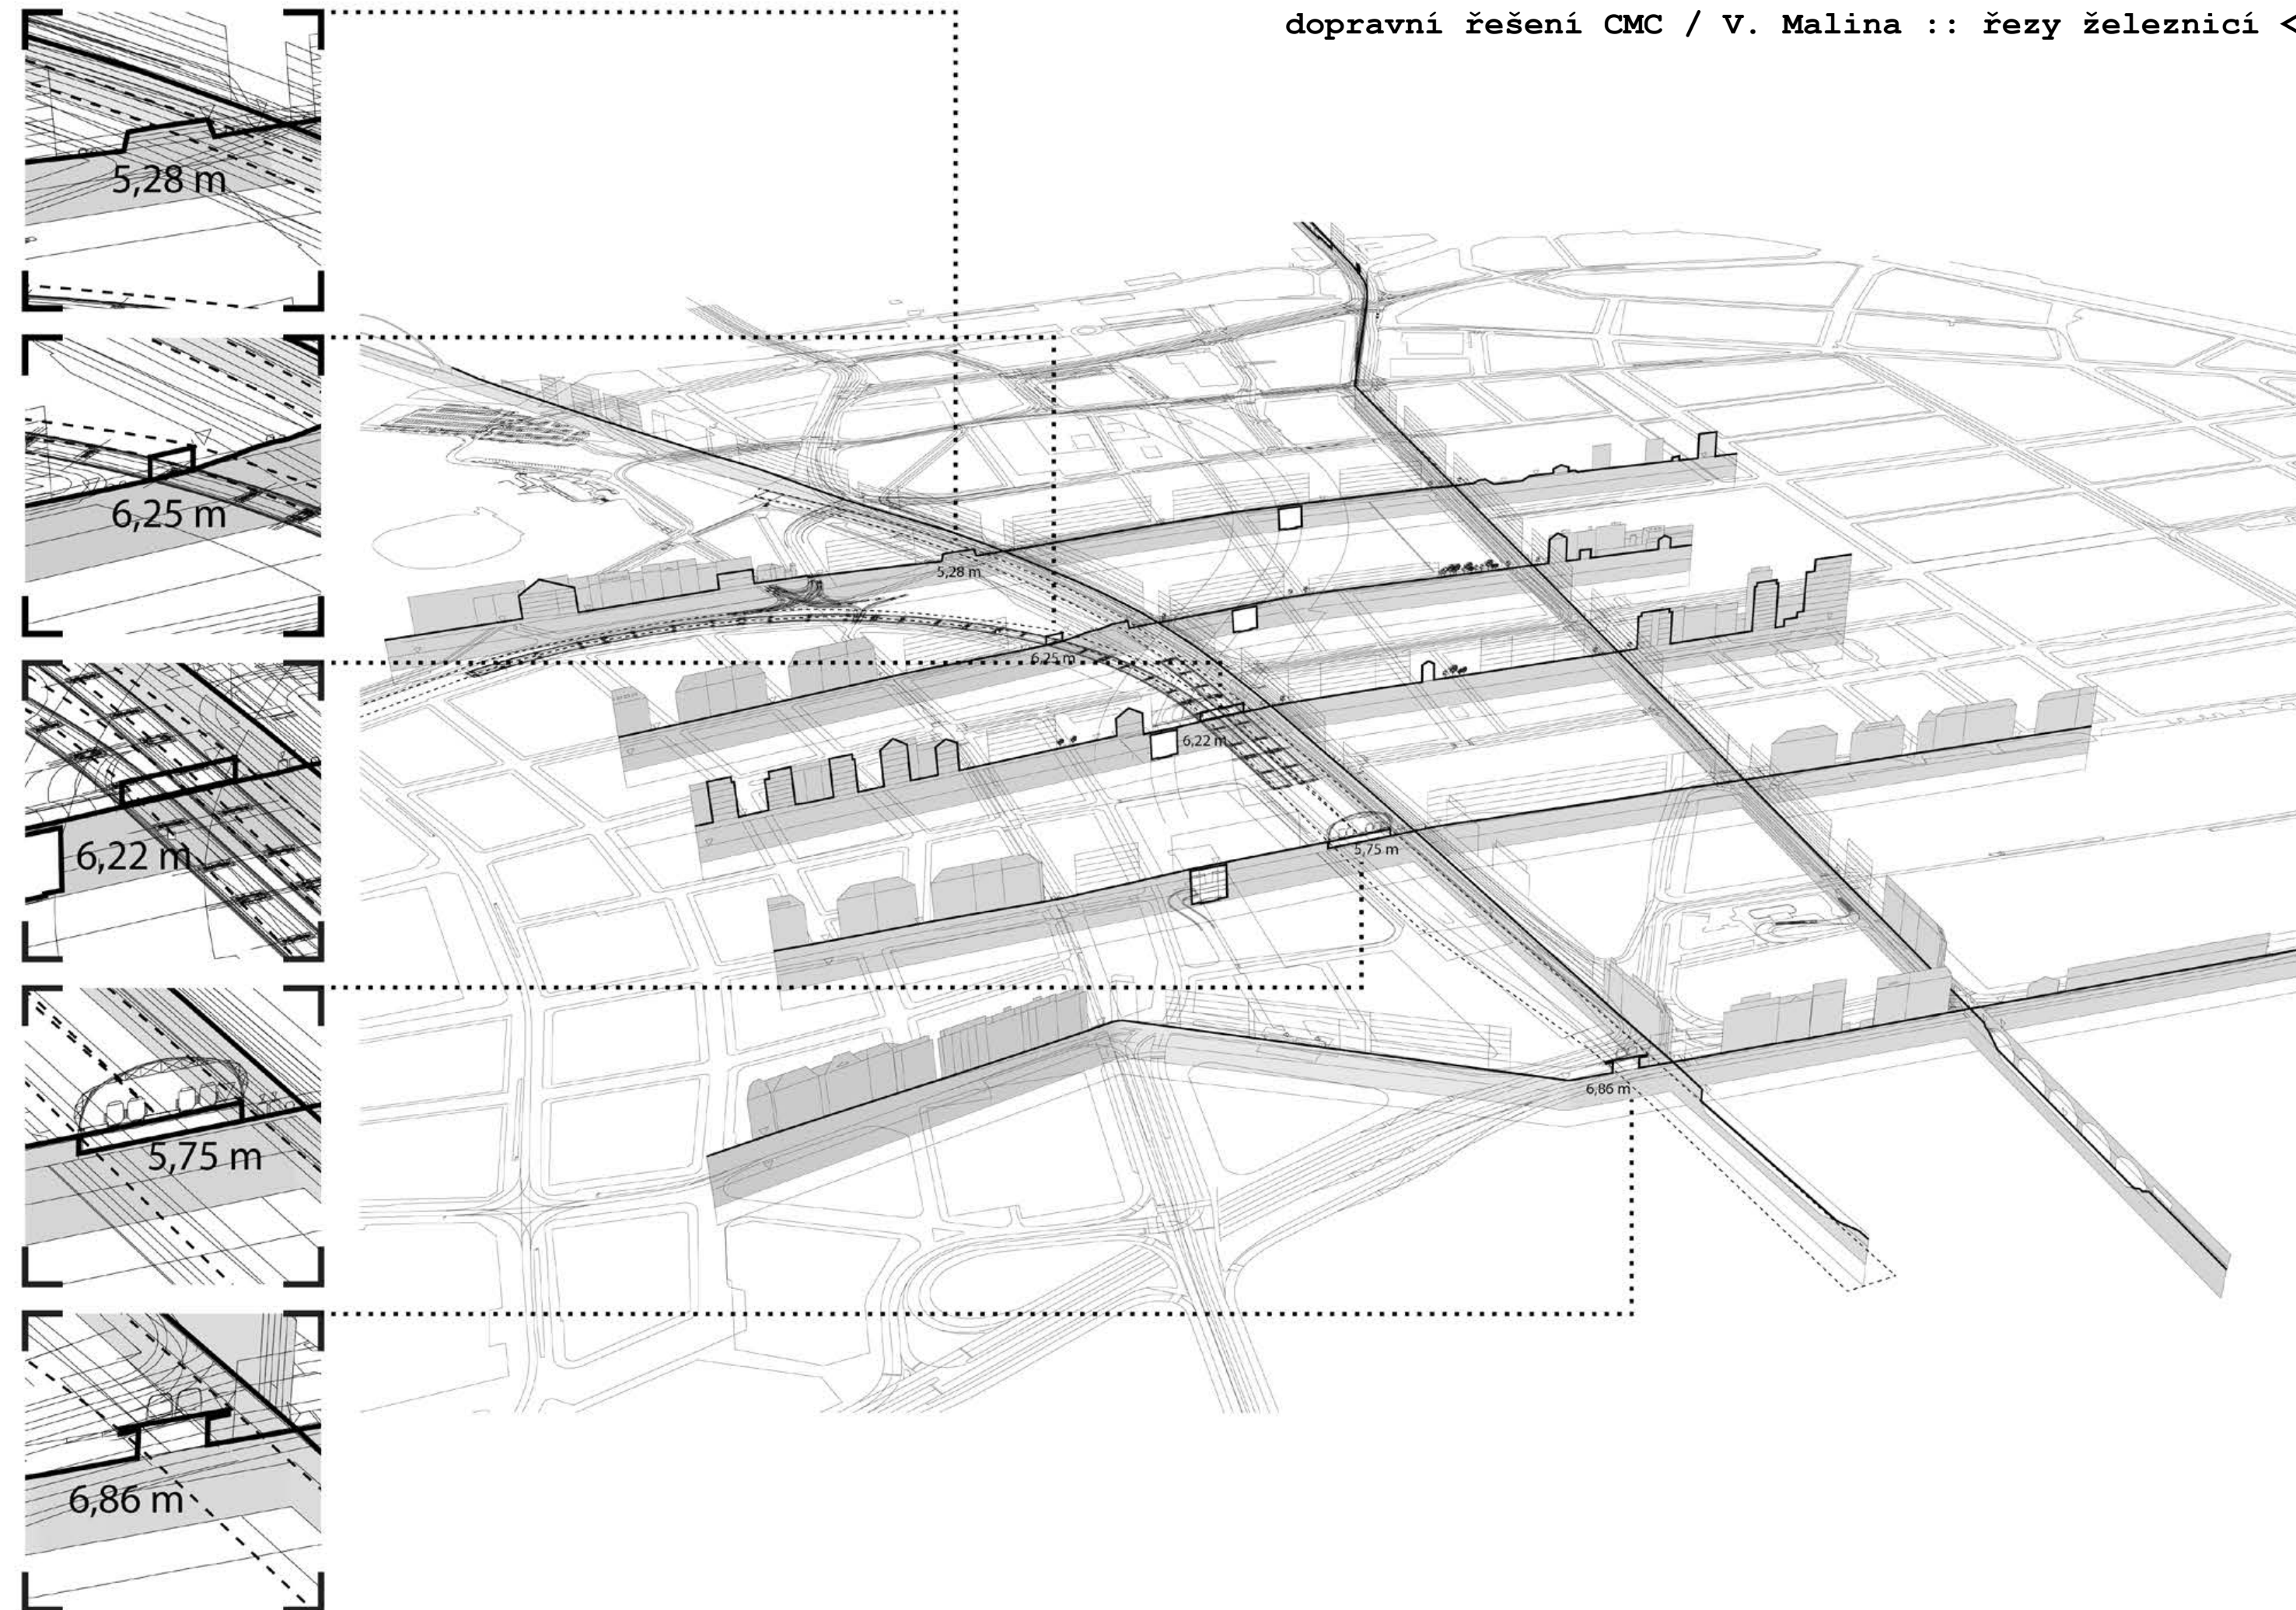 dopravní řešení CMC / V. Malina :: řezy železnicí <
5,28 m
6,25 m
6,22 m
5,75 m
6,86 m
5,28 m
6,25 m
6,22 m
5,75 m
6,86 m